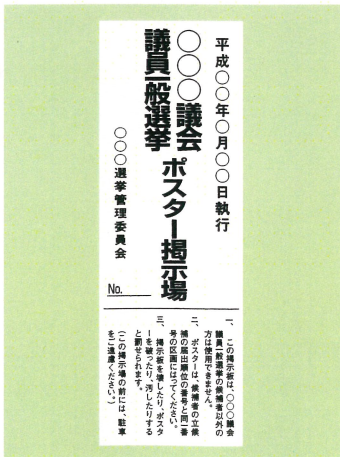 平成○○年○月○○日執行
○○○議会
議員一般選挙
ポスター掲示場
○○○選挙管理委員会
No.
一、この掲示板は、○○○議会
議員一般選挙の候補者以外の
方は使用できません。
二、ポスターは、候補者の立候
補の届出順位の番号と同一番
号の区画にはってください。
三、掲示板を壊したり、ポスタ
ーを破ったり、汚したりする
と罰せられます。
(この掲示場の前には、駐車
をご遠慮ください。)